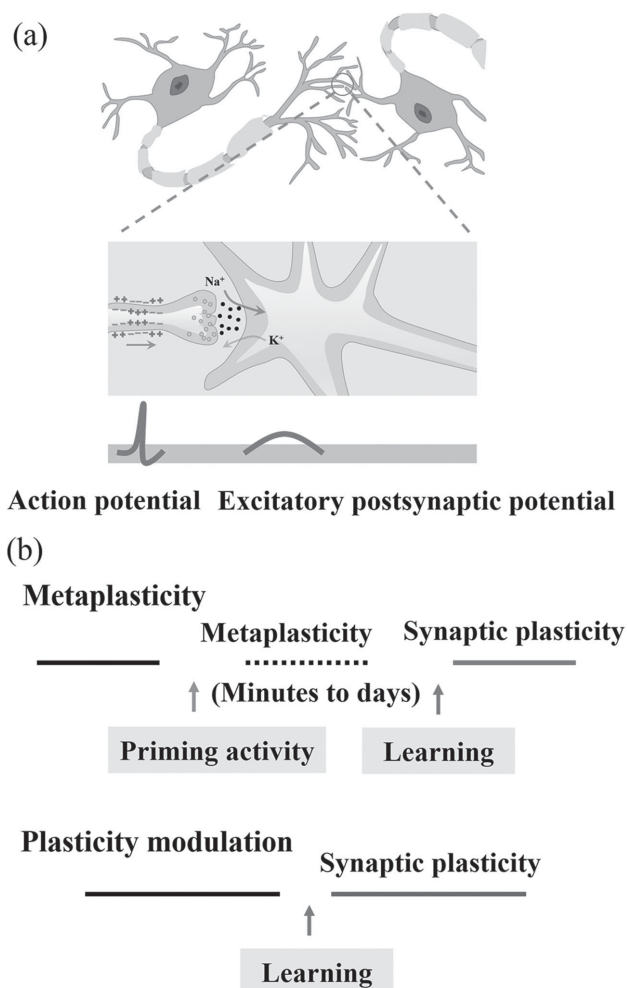 (a)
Na⁺
K⁺
Action potential Excitatory postsynaptic potential
(b)
Metaplasticity
Metaplasticity Synaptic plasticity
(Minutes to days)
Priming activity Learning
Plasticity modulation
Synaptic plasticity
Learning